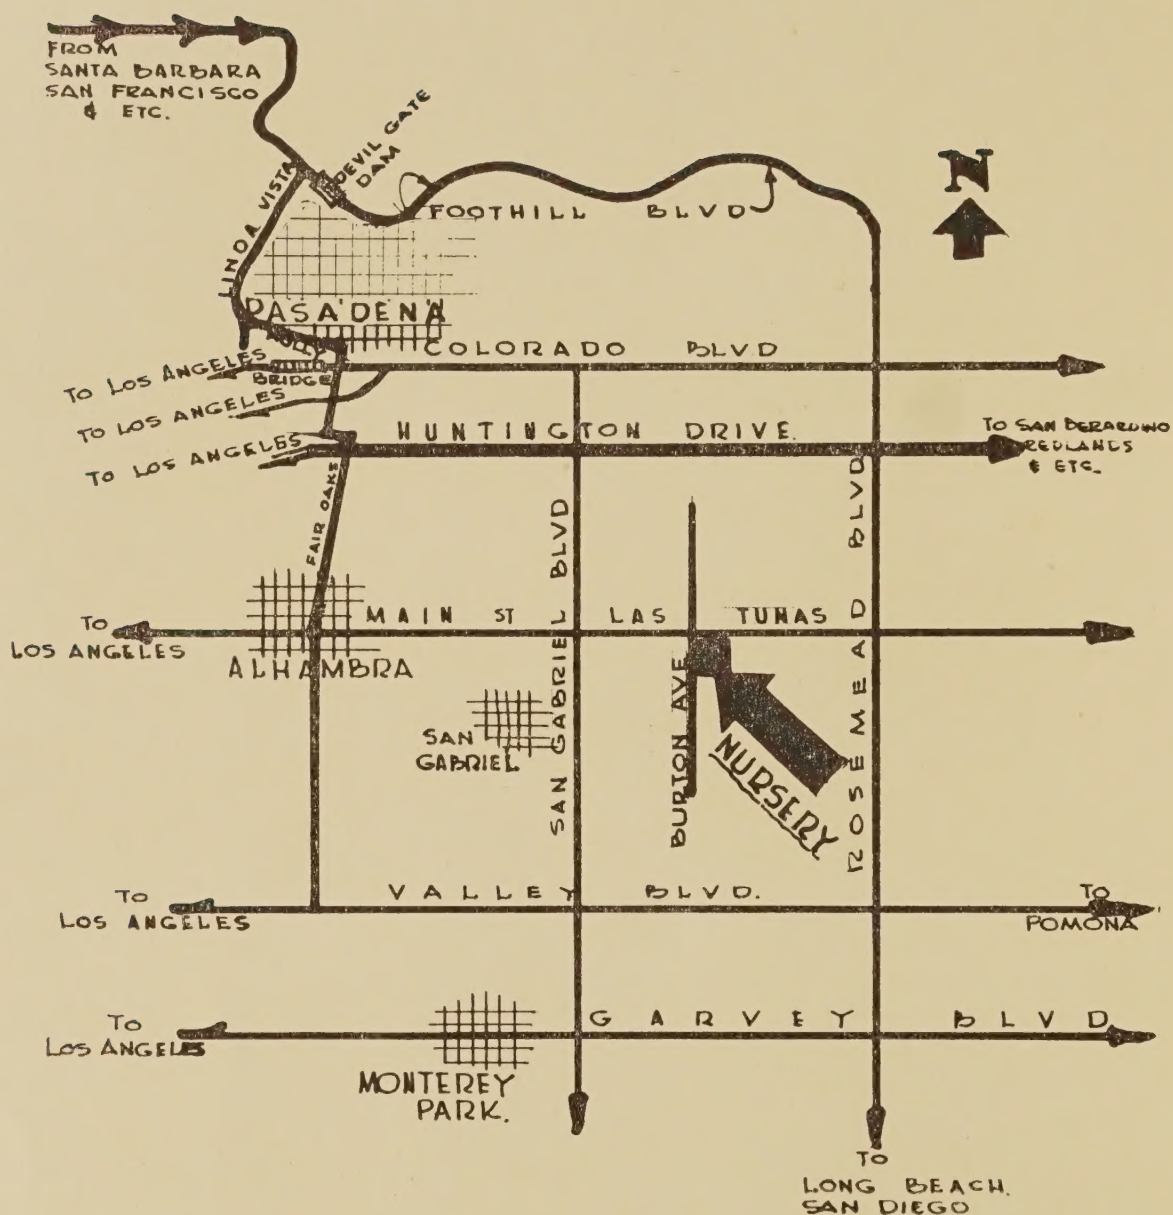 FROM
SANTA BARBARA
SAN FRANCISCO
& ETC.
DEVIL GATE
DAM
LINDA VISTA
FOOTHILL BLVD
N
PASADENA
COLORADO BLVD
BRIDGE
TO LOS ANGELES
TO LOS ANGELES
TO LOS ANGELES
HUNTINGTON DRIVE.
TO SAN BERARDINO
REDLANDS
& ETC.
FAIR OAKS
SAN GABRIEL BLVD
ROSEMEAD BLVD
MAIN ST LAS TUNAS
TO
LOS ANGELES
ALHAMBRA
SAN
GABRIEL
BURTON AVE
NURSERY
VALLEY BLVD.
TO
LOS ANGELES
TO
POMONA
GARVEY BLVD
TO
LOS ANGELES
MONTEREY
PARK.
TO
LONG BEACH.
SAN DIEGO